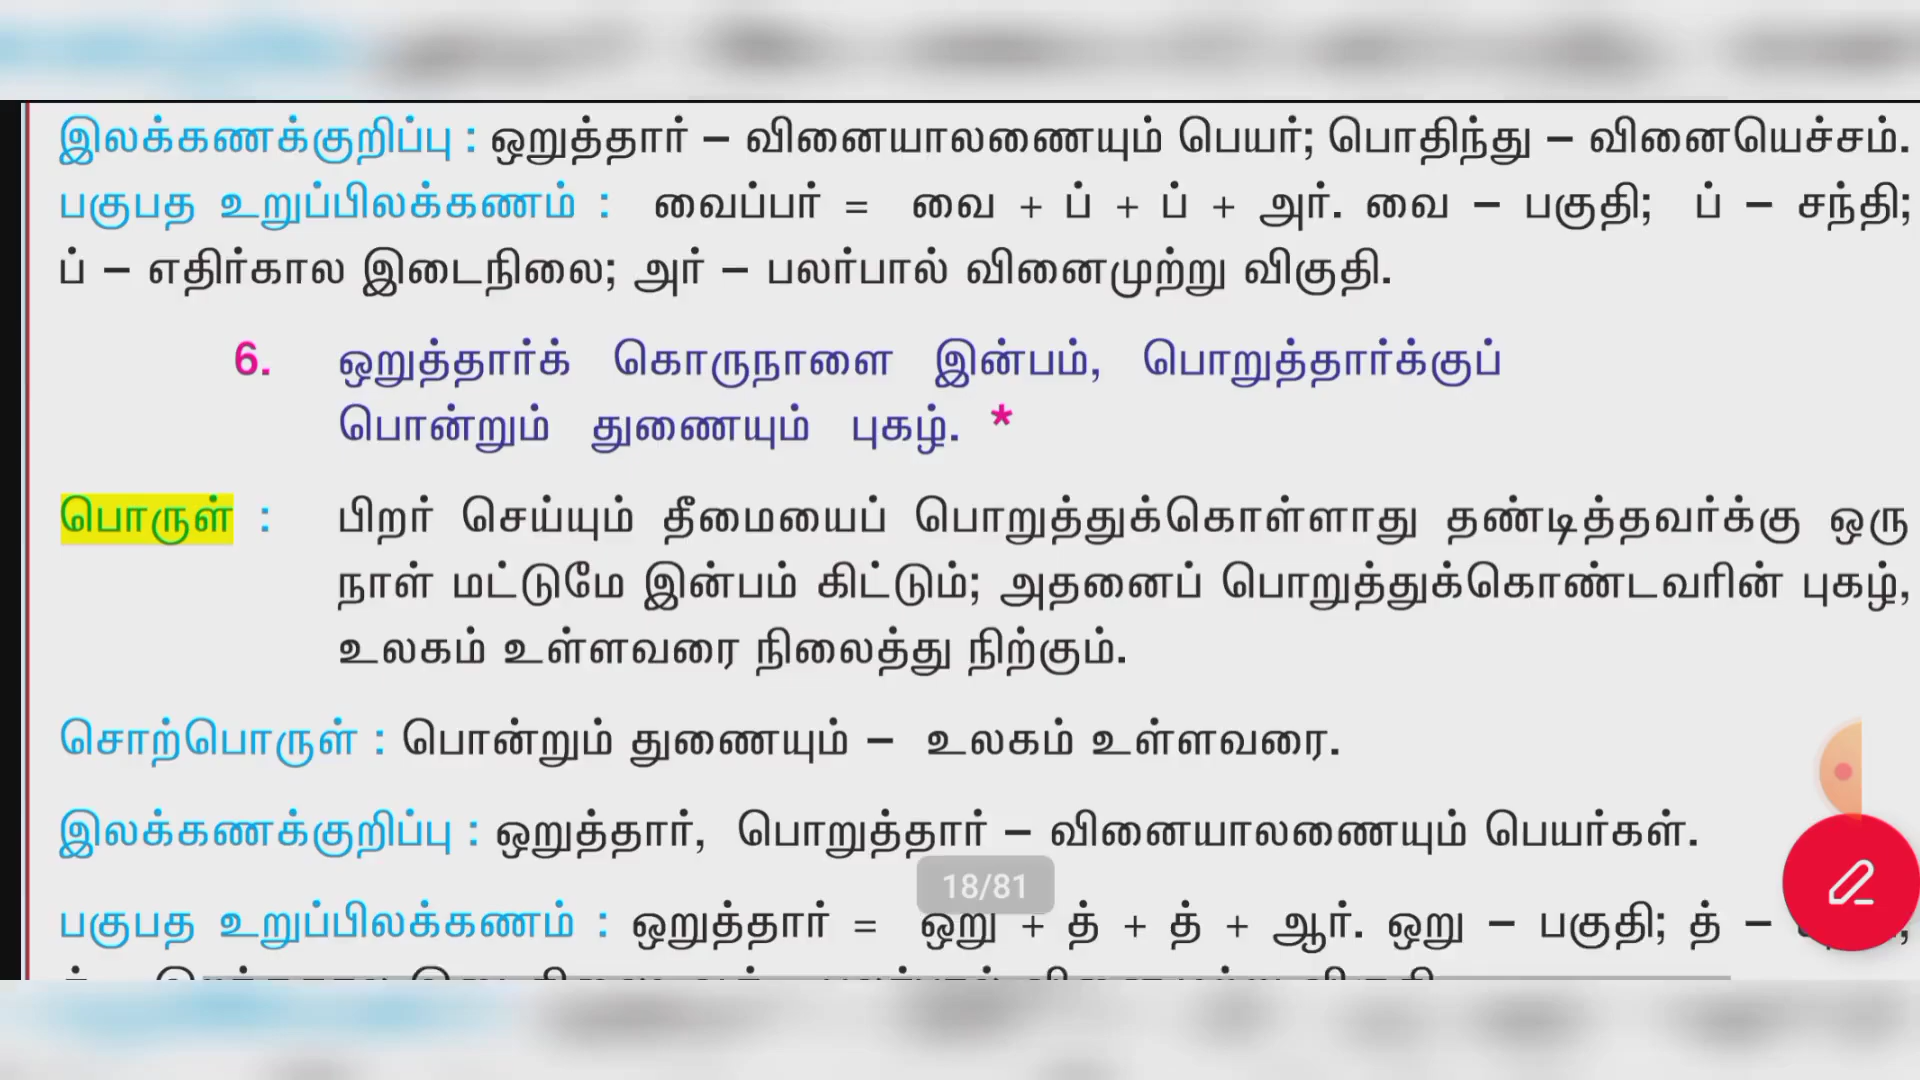 இலக்கணக்குறிப்பு : ஒறுத்தார் – வினையாலணையும் பெயர்; பொதிந்து – வினையெச்சம்.
பகுபத உறுப்பிலக்கணம் : வைப்பர் = வை + ப் + ப் + அர். வை – பகுதி; ப் – சந்தி;
ப் – எதிர்கால இடைநிலை; அர் – பலர்பால் வினைமுற்று விகுதி.
6. ஒறுத்தார்க் கொருநாளை இன்பம், பொறுத்தார்க்குப்
பொன்றும் துணையும் புகழ். *
பொருள் : பிறர் செய்யும் தீமையைப் பொறுத்துக்கொள்ளாது தண்டித்தவர்க்கு ஒரு
நாள் மட்டுமே இன்பம் கிட்டும்; அதனைப் பொறுத்துக்கொண்டவரின் புகழ்,
உலகம் உள்ளவரை நிலைத்து நிற்கும்.
சொற்பொருள் : பொன்றும் துணையும் – உலகம் உள்ளவரை.
இலக்கணக்குறிப்பு : ஒறுத்தார், பொறுத்தார் – வினையாலணையும் பெயர்கள்.
18/81
பகுபத உறுப்பிலக்கணம் : ஒறுத்தார் = ஒறு + த் + த் + ஆர். ஒறு – பகுதி; த் –